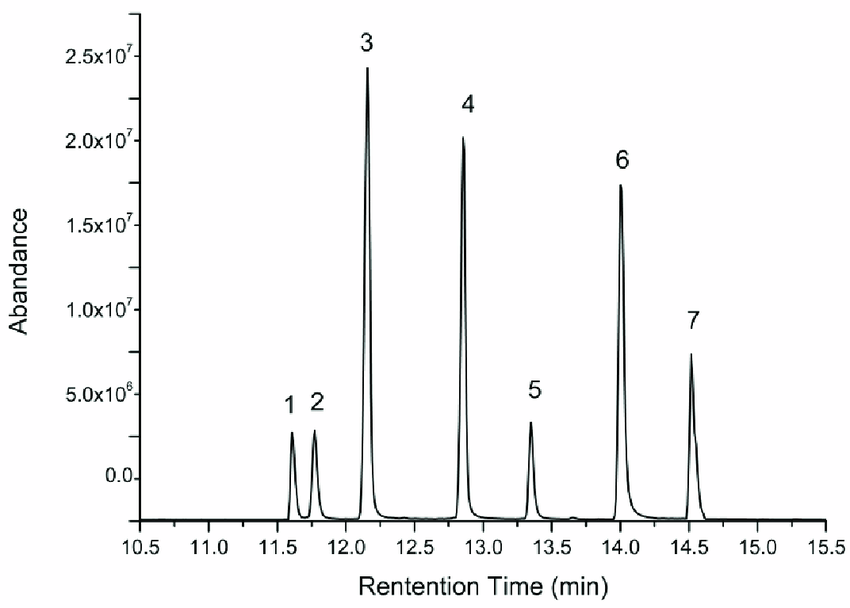 3
2.5x10⁷
4
2.0x10⁷
6
1.5x10⁷
Abandance
7
1.0x10⁷
5
1 2
5.0x10⁶
0.0
10.5 11.0 11.5 12.0 12.5 13.0 13.5 14.0 14.5 15.0 15.5
Rentention Time (min)